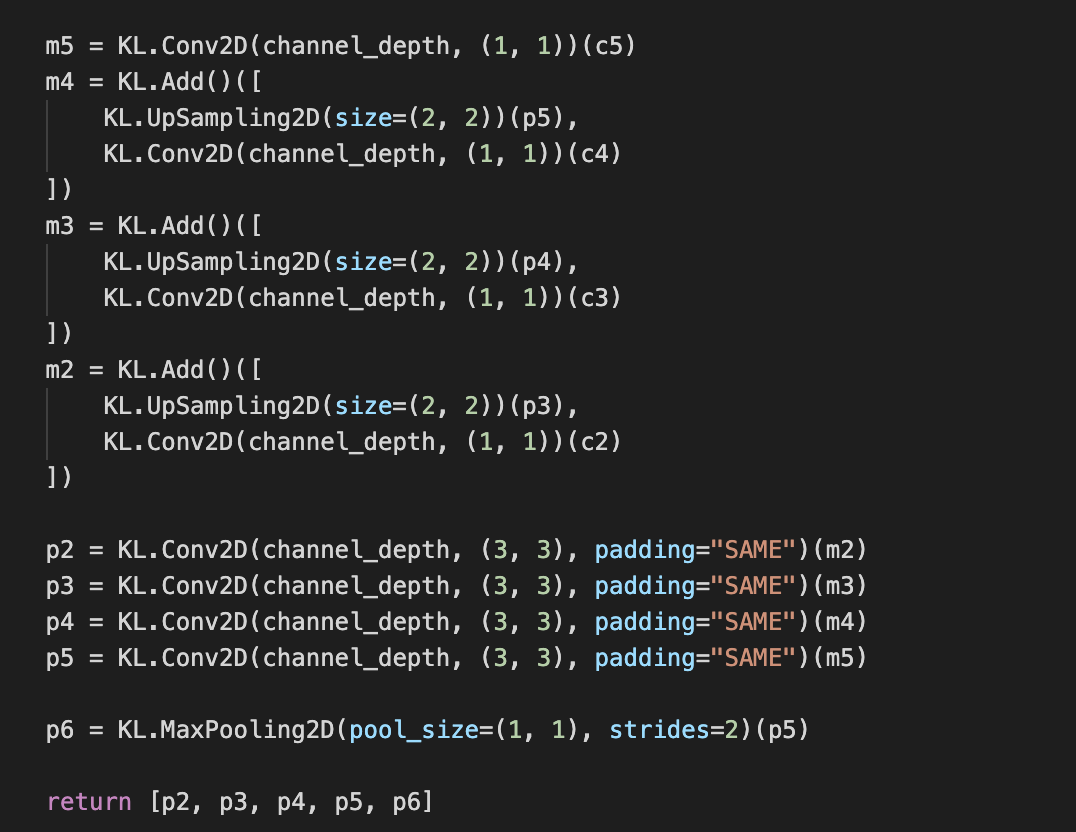 m5 = KL.Conv2D(channel_depth, (1, 1))(c5)
m4 = KL.Add()([
    KL.UpSampling2D(size=(2, 2))(p5),
    KL.Conv2D(channel_depth, (1, 1))(c4)
])
m3 = KL.Add()([
    KL.UpSampling2D(size=(2, 2))(p4),
    KL.Conv2D(channel_depth, (1, 1))(c3)
])
m2 = KL.Add()([
    KL.UpSampling2D(size=(2, 2))(p3),
    KL.Conv2D(channel_depth, (1, 1))(c2)
])

p2 = KL.Conv2D(channel_depth, (3, 3), padding="SAME")(m2)
p3 = KL.Conv2D(channel_depth, (3, 3), padding="SAME")(m3)
p4 = KL.Conv2D(channel_depth, (3, 3), padding="SAME")(m4)
p5 = KL.Conv2D(channel_depth, (3, 3), padding="SAME")(m5)

p6 = KL.MaxPooling2D(pool_size=(1, 1), strides=2)(p5)

return [p2, p3, p4, p5, p6]